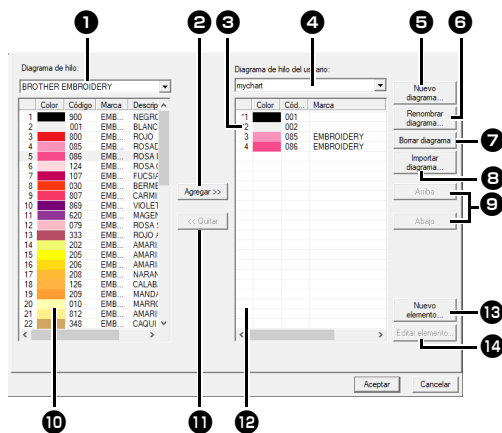 1 2 3 4 5 6
Diagrama de hilo:
BROTHER EMBROIDERY
Diagrama de hilo del usuario:
mychart
Color Código Marca Descrip
1 900 EMB... NEGRO
2 001 EMB... BLANC
3 800 EMB... ROJO
4 085 EMB... ROSAD
5 086 EMB... ROSA I
6 124 EMB... ROSA (
7 107 EMB... FUCSIA
8 030 EMB... BERME
9 807 EMB... CARMI
10 869 EMB... VIOLET
11 620 EMB... MAGEN
12 079 EMB... ROSA S
13 333 EMB... ROJO A
14 202 EMB... AMARI
15 205 EMB... AMARI
16 206 EMB... AMARI
17 208 EMB... NARAN
18 126 EMB... CALAB
19 209 EMB... MANDA
20 010 EMB... MARRO
21 812 EMB... AMARI
22 348 EMB... CAQUI
Agregar >>
<< Quitar
Color Cód... Marca
*1 001
*2 002
3 085 EMBROIDERY
4 086 EMBROIDERY
Nuevo
diagrama...
Renombrar
diagrama...
Borrar diagrama
7
Importar
diagrama...
8
Arriba
9
Abajo
Nuevo
elemento...
13
Editar elemento...
14
Aceptar Cancelar
10 11 12